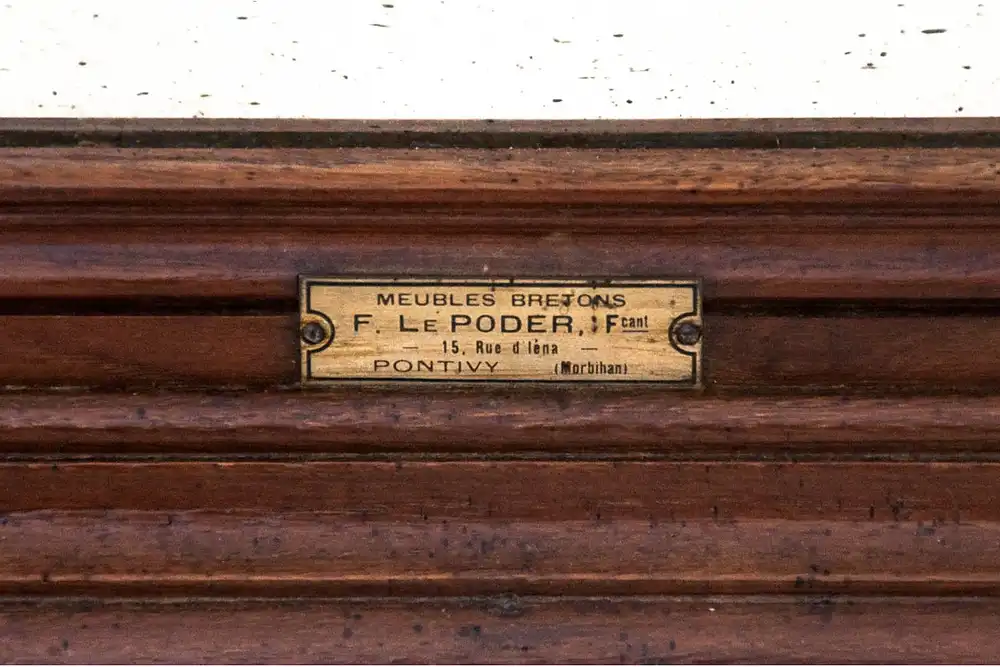 MEUBLES BRETONS
F. LE PODER, Fcant
— 15, Rue d'Iéna —
PONTIVY (Morbihan)